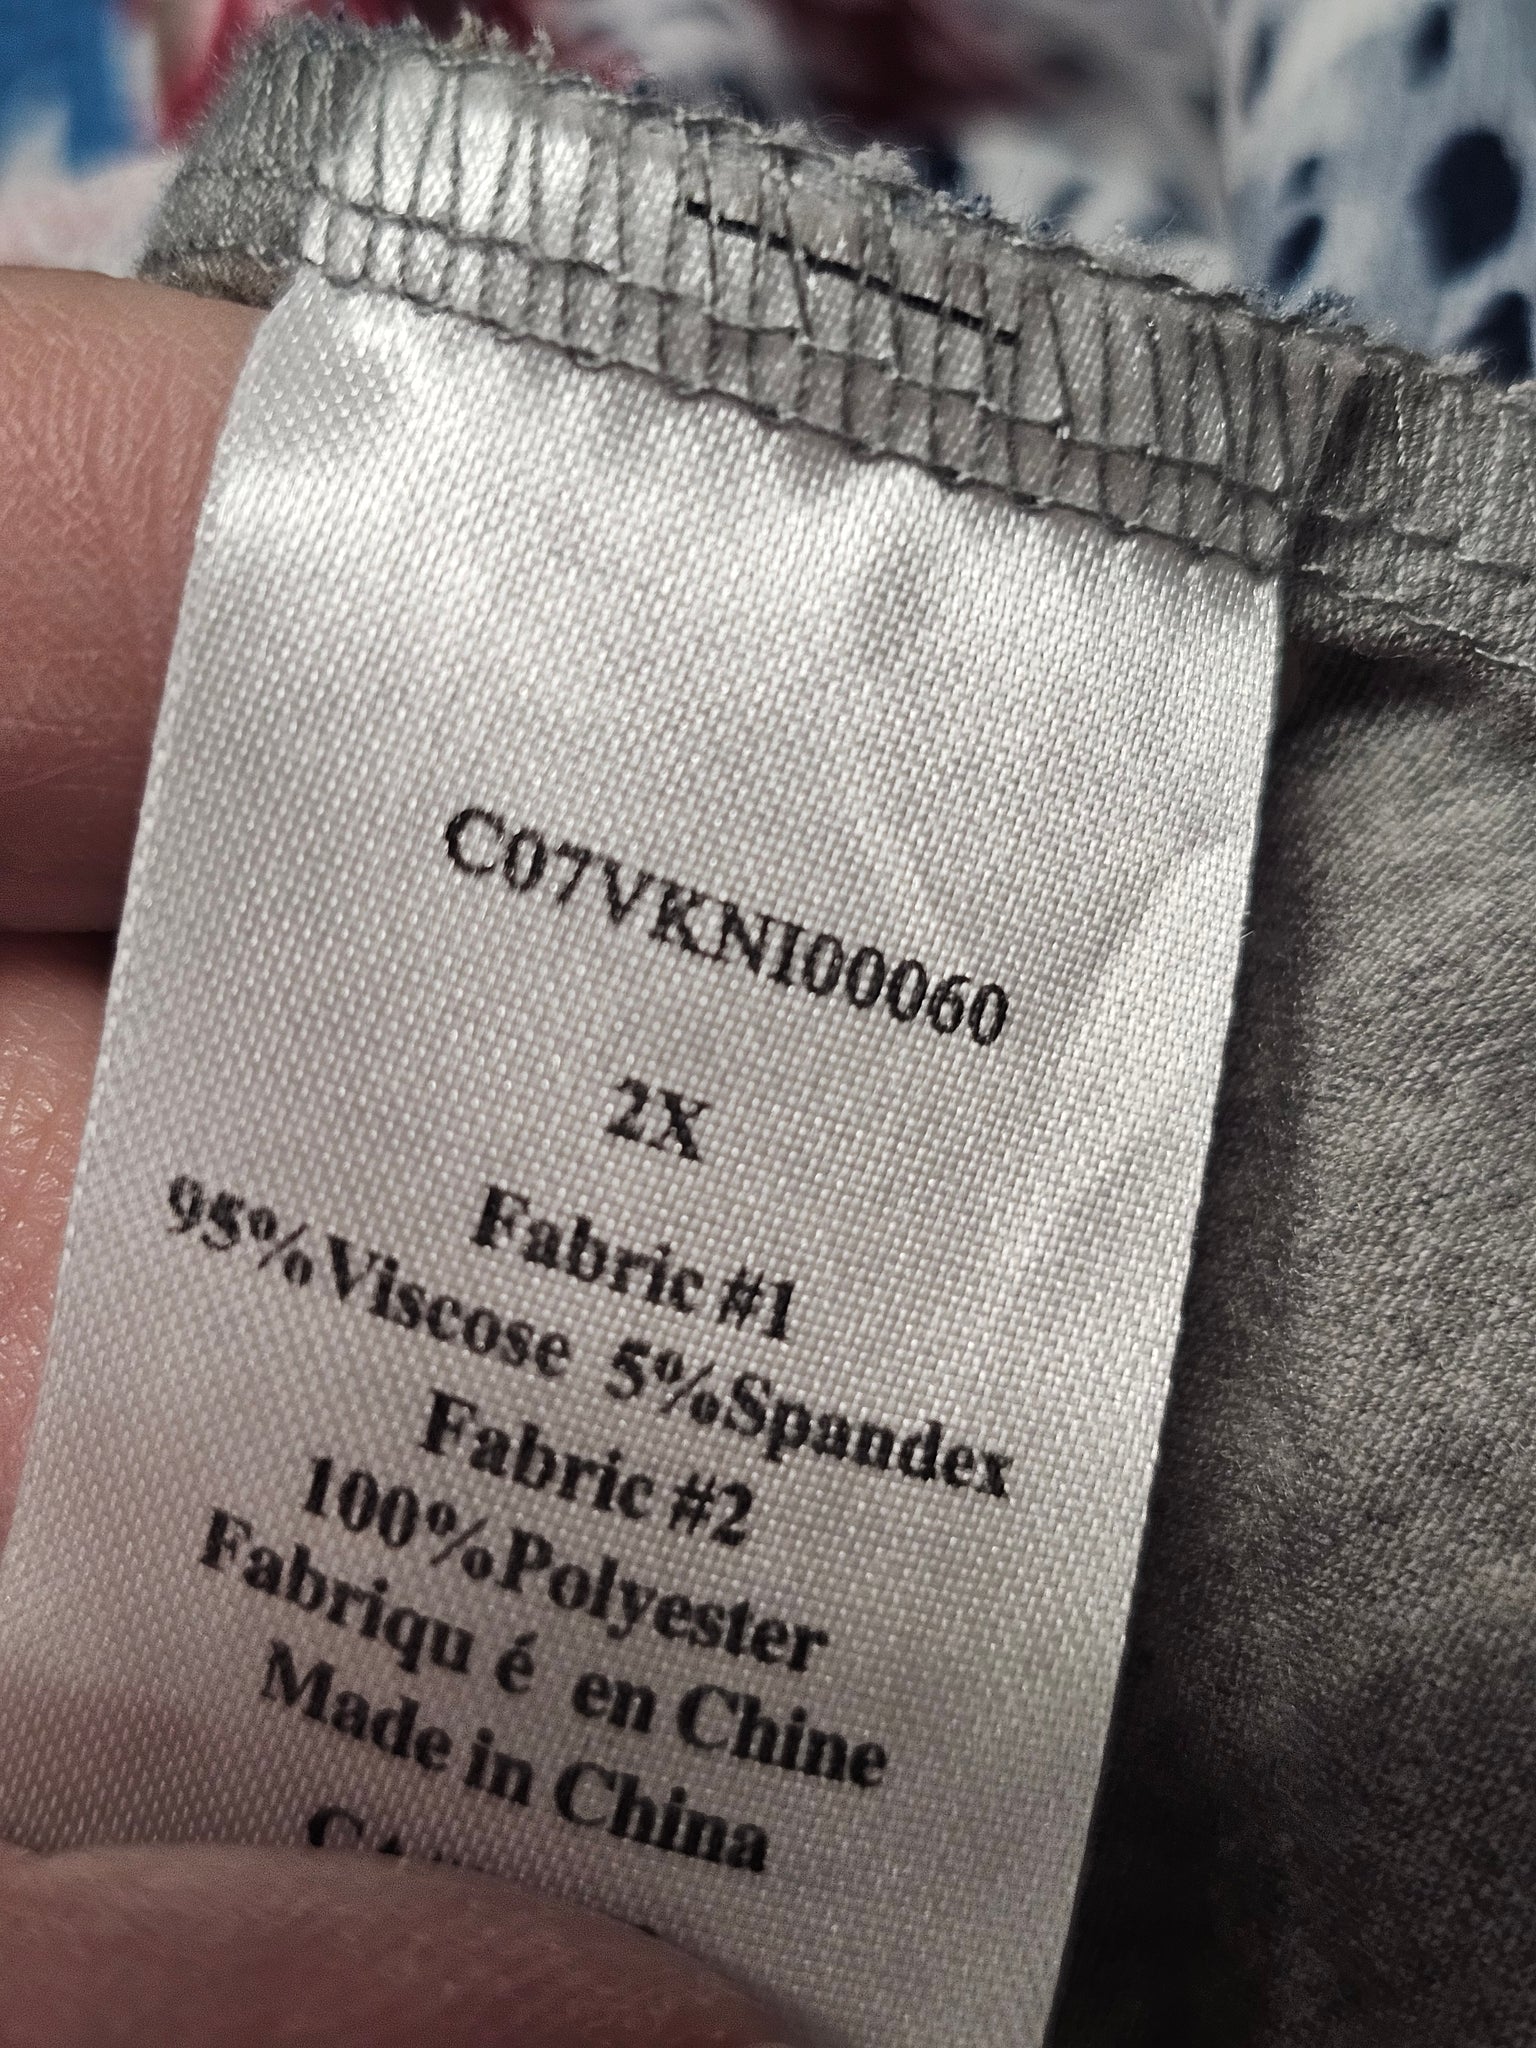 C07VKNI00060
2X
Fabric #1
95%Viscose 5%Spandex
Fabric #2
100%Polyester
Fabriqu é en Chine
Made in China